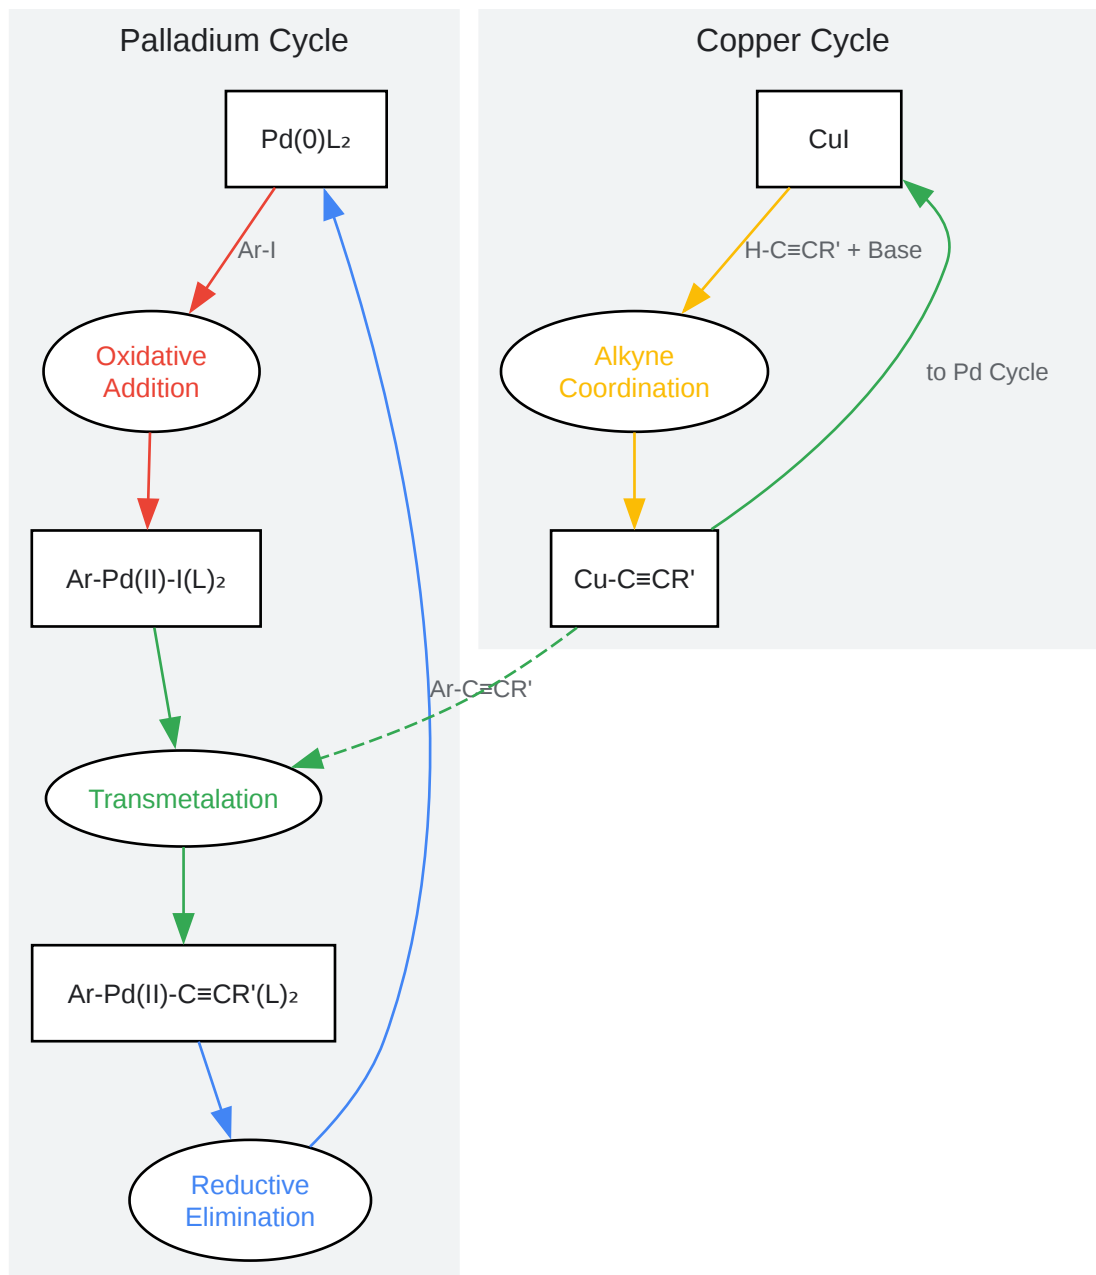 Palladium Cycle
Pd(0)L₂
Ar-I
Oxidative
Addition
Ar-Pd(II)-I(L)₂
Transmetalation
Ar-Pd(II)-C≡CR'(L)₂
Reductive
Elimination
Ar-C≡CR'
Copper Cycle
CuI
H-C≡CR' + Base
Alkyne
Coordination
to Pd Cycle
Cu-C≡CR'